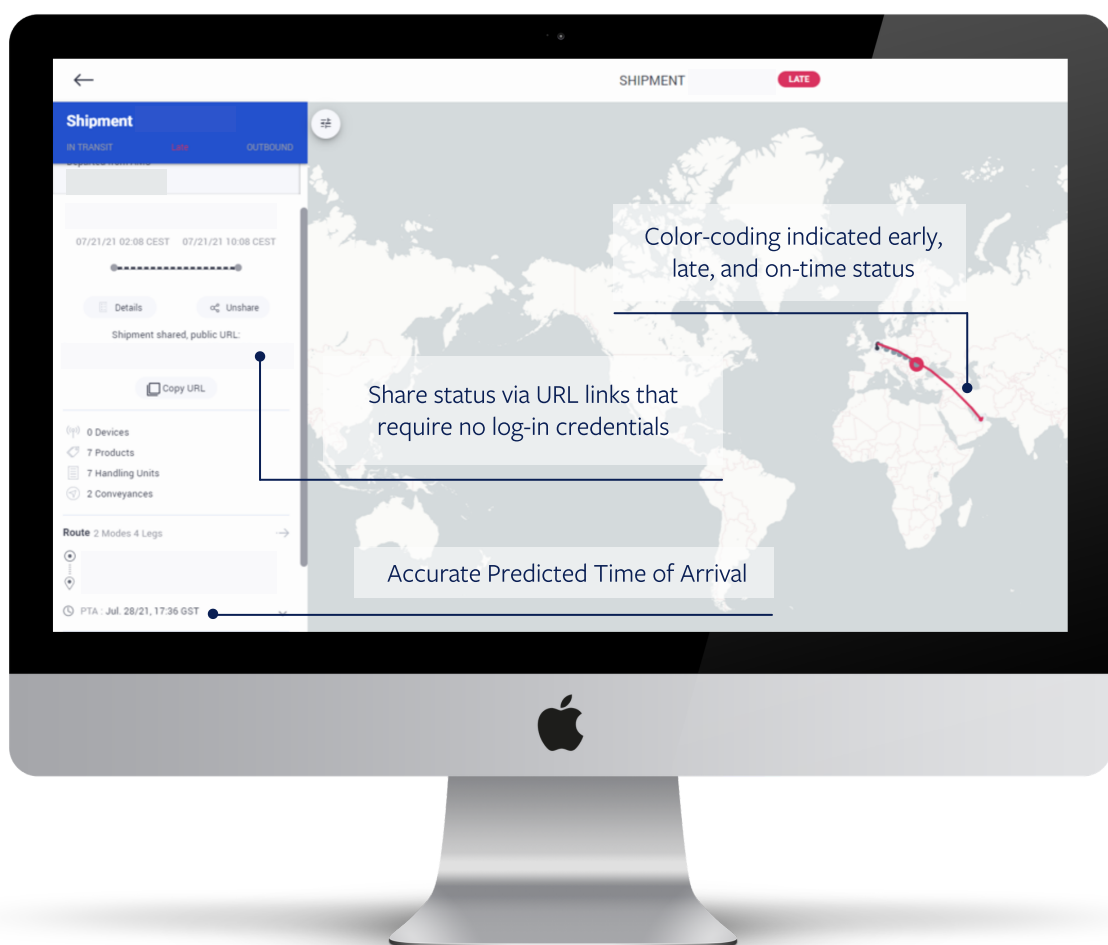 SHIPMENT
LATE
Shipment
IN TRANSIT Late OUTBOUND
07/21/21 02:08 CEST 07/21/21 10:08 CEST
Details Unshare
Shipment shared, public URL:
Copy URL
0 Devices
7 Products
7 Handling Units
2 Conveyances
Route 2 Modes 4 Legs
PTA : Jul. 28/21, 17:36 GST
Color-coding indicated early,
late, and on-time status
Share status via URL links that
require no log-in credentials
Accurate Predicted Time of Arrival